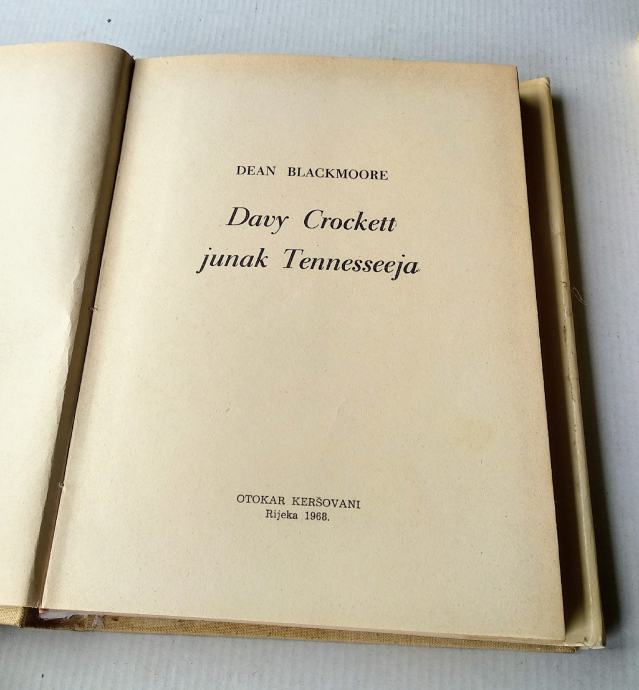 DEAN BLACKMOORE
Davy Crockett
junak Tennesseeja
OTOKAR KERŠOVANI
Rijeka 1968.